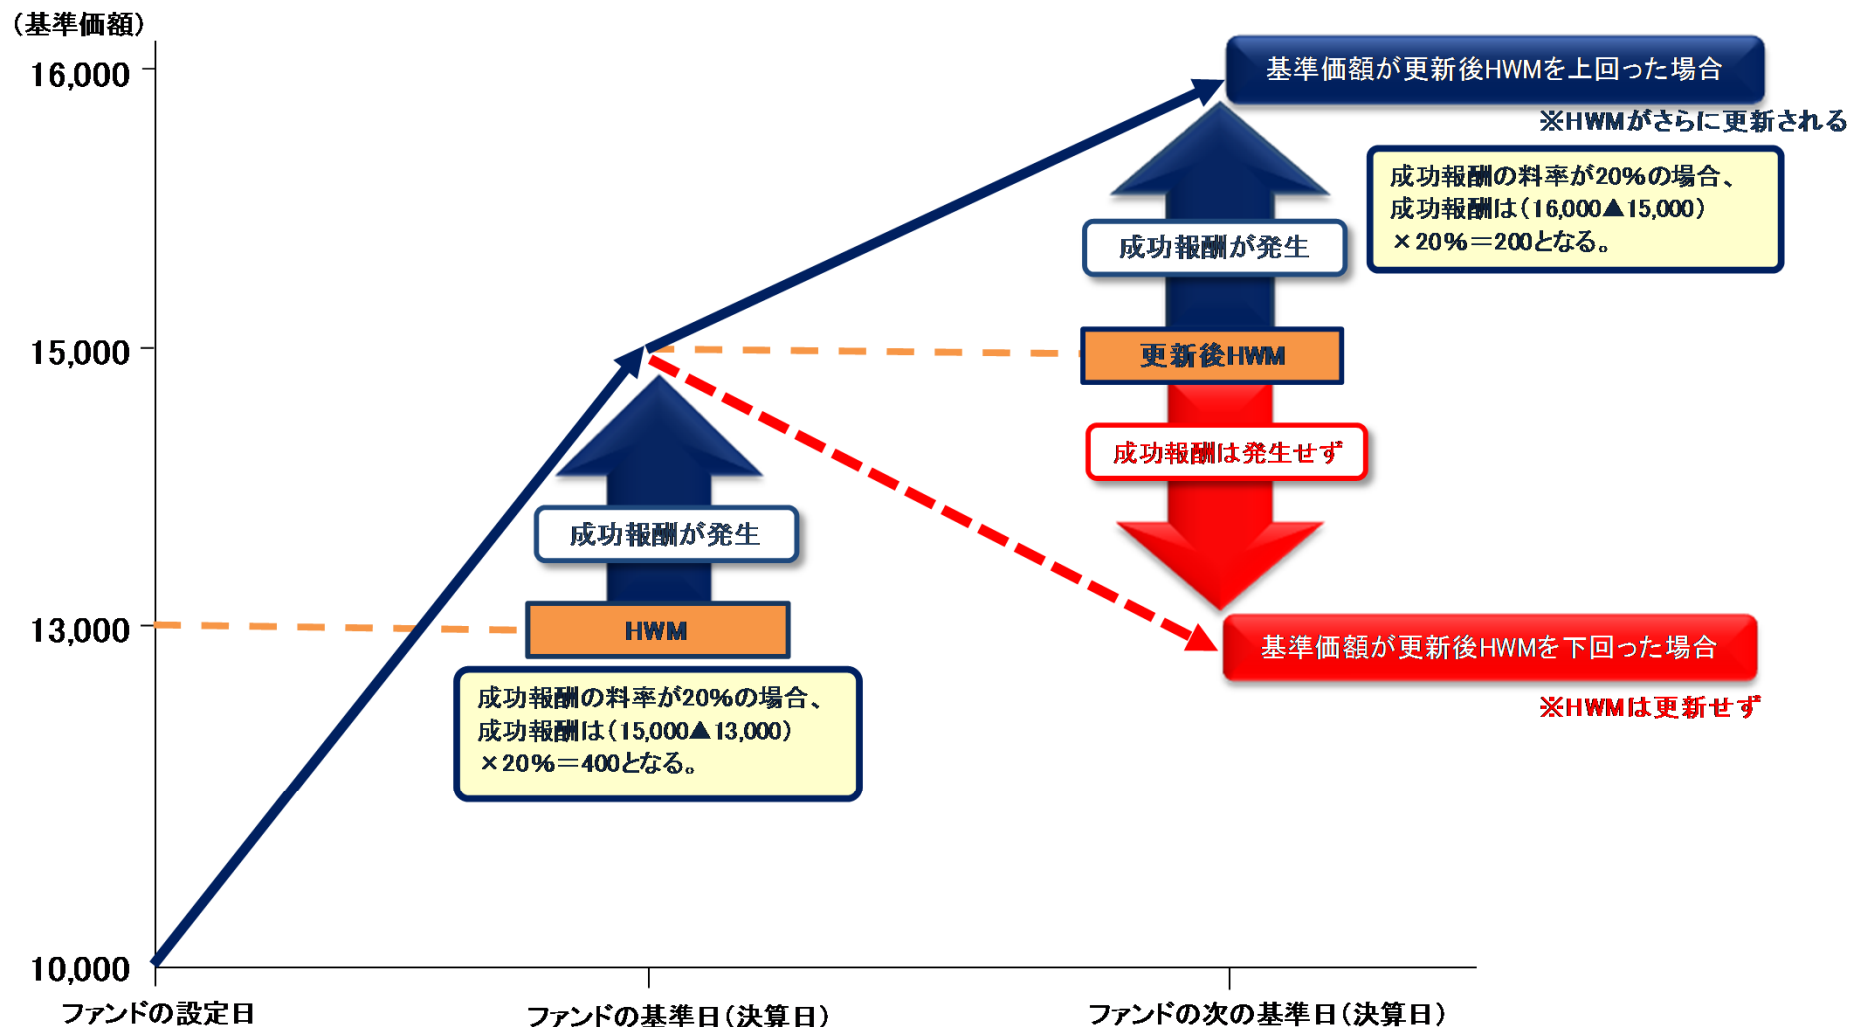 (基準価額)
16,000
基準価額が更新後HWMを上回った場合
※HWMがさらに更新される
成功報酬の料率が20%の場合、
成功報酬は(16,000▲15,000)
×20%=200となる。
成功報酬が発生
15,000
更新後HWM
成功報酬は発生せず
成功報酬が発生
13,000
HWM
基準価額が更新後HWMを下回った場合
※HWMは更新せず
成功報酬の料率が20%の場合、
成功報酬は(15,000▲13,000)
×20%=400となる。
10,000
ファンドの設定日
ファンドの基準日(決算日)
ファンドの次の基準日(決算日)